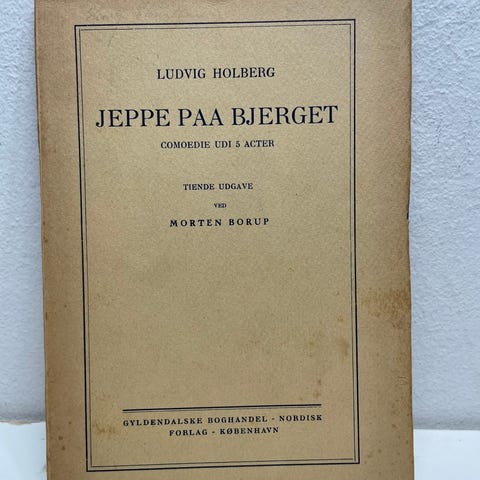 LUDVIG HOLBERG
JEPPE PAA BJERGET
COMOEDIE UDI 5 ACTER
TIENDE UDGAVE
VED
MORTEN BORUP
GYLDENDALSKE BOGHANDEL - NORDISK
FORLAG - KØBENHAVN